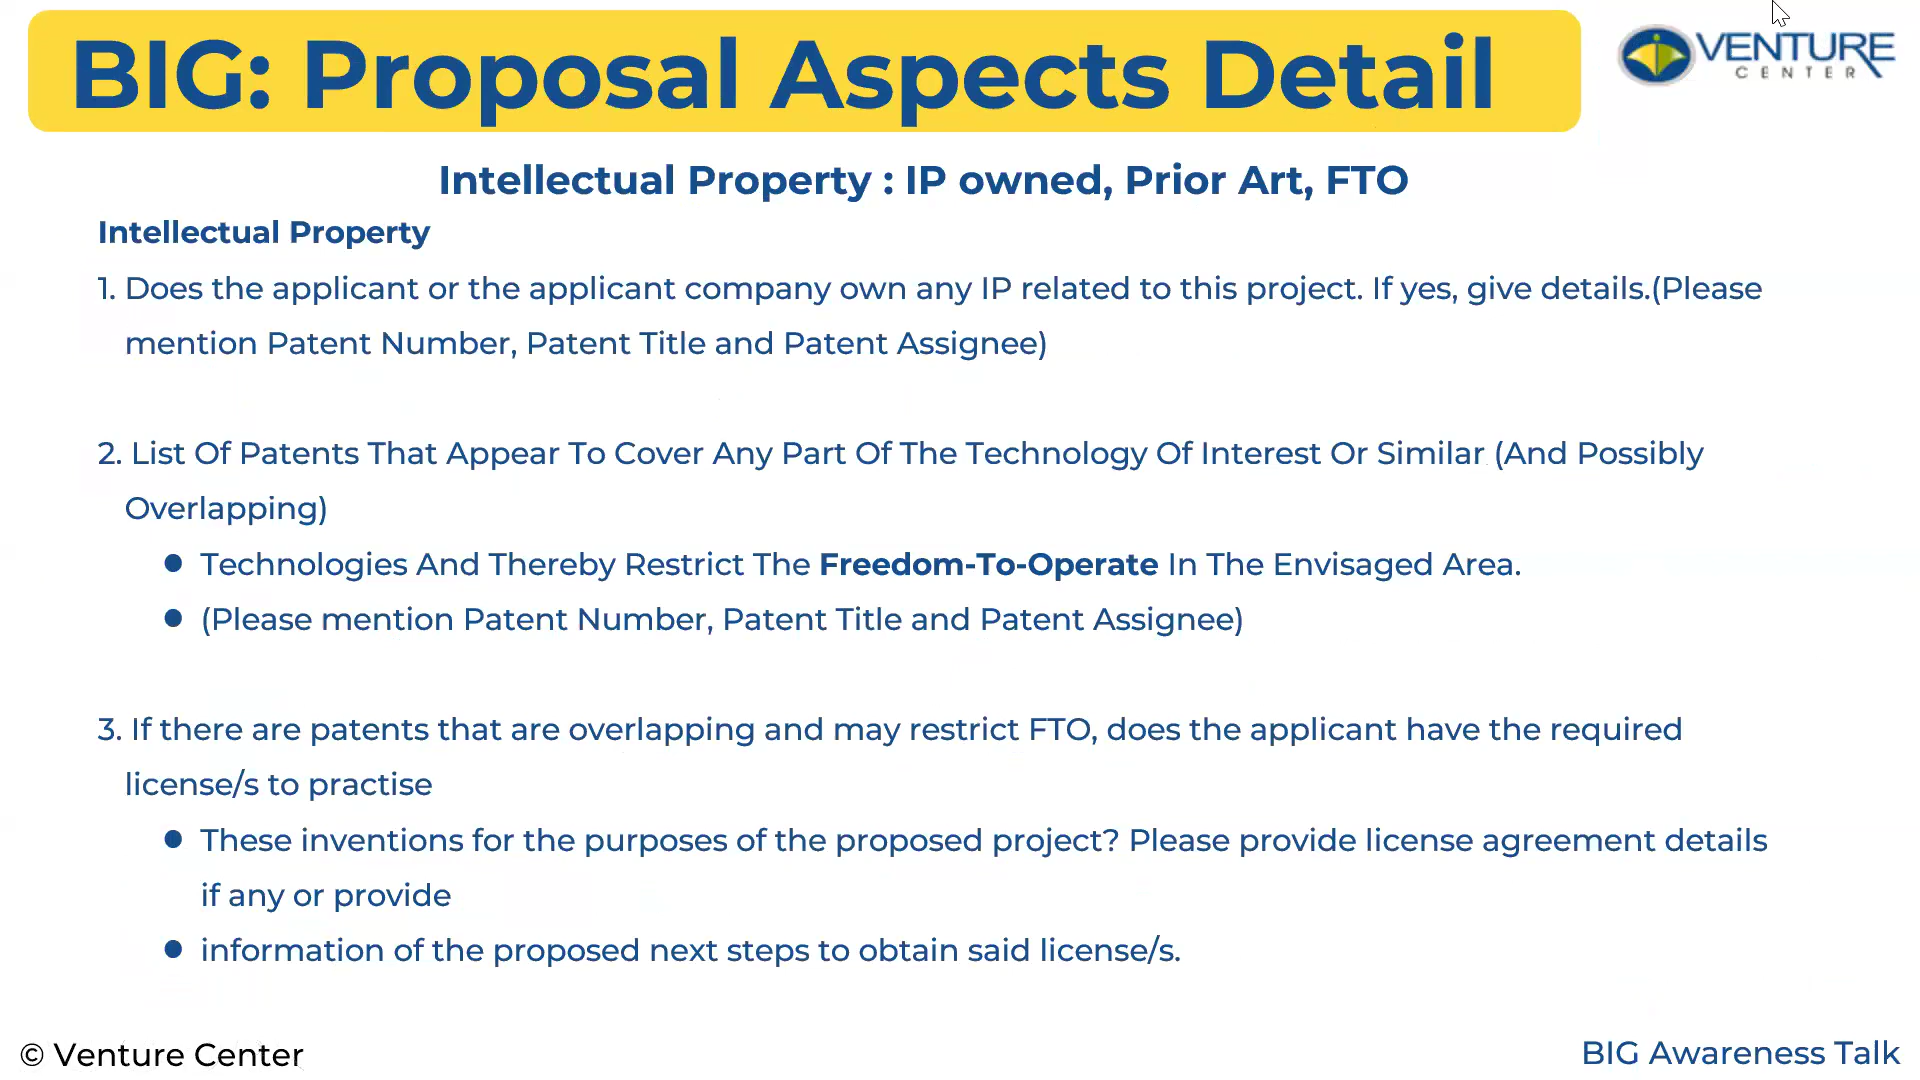 BIG: Proposal Aspects Detail
VENTURE
CENTER
Intellectual Property : IP owned, Prior Art, FTO
Intellectual Property
1. Does the applicant or the applicant company own any IP related to this project. If yes, give details.(Please
mention Patent Number, Patent Title and Patent Assignee)
2. List Of Patents That Appear To Cover Any Part Of The Technology Of Interest Or Similar (And Possibly
Overlapping)
● Technologies And Thereby Restrict The Freedom-To-Operate In The Envisaged Area.
● (Please mention Patent Number, Patent Title and Patent Assignee)
3. If there are patents that are overlapping and may restrict FTO, does the applicant have the required
license/s to practise
● These inventions for the purposes of the proposed project? Please provide license agreement details
if any or provide
● information of the proposed next steps to obtain said license/s.
© Venture Center
BIG Awareness Talk